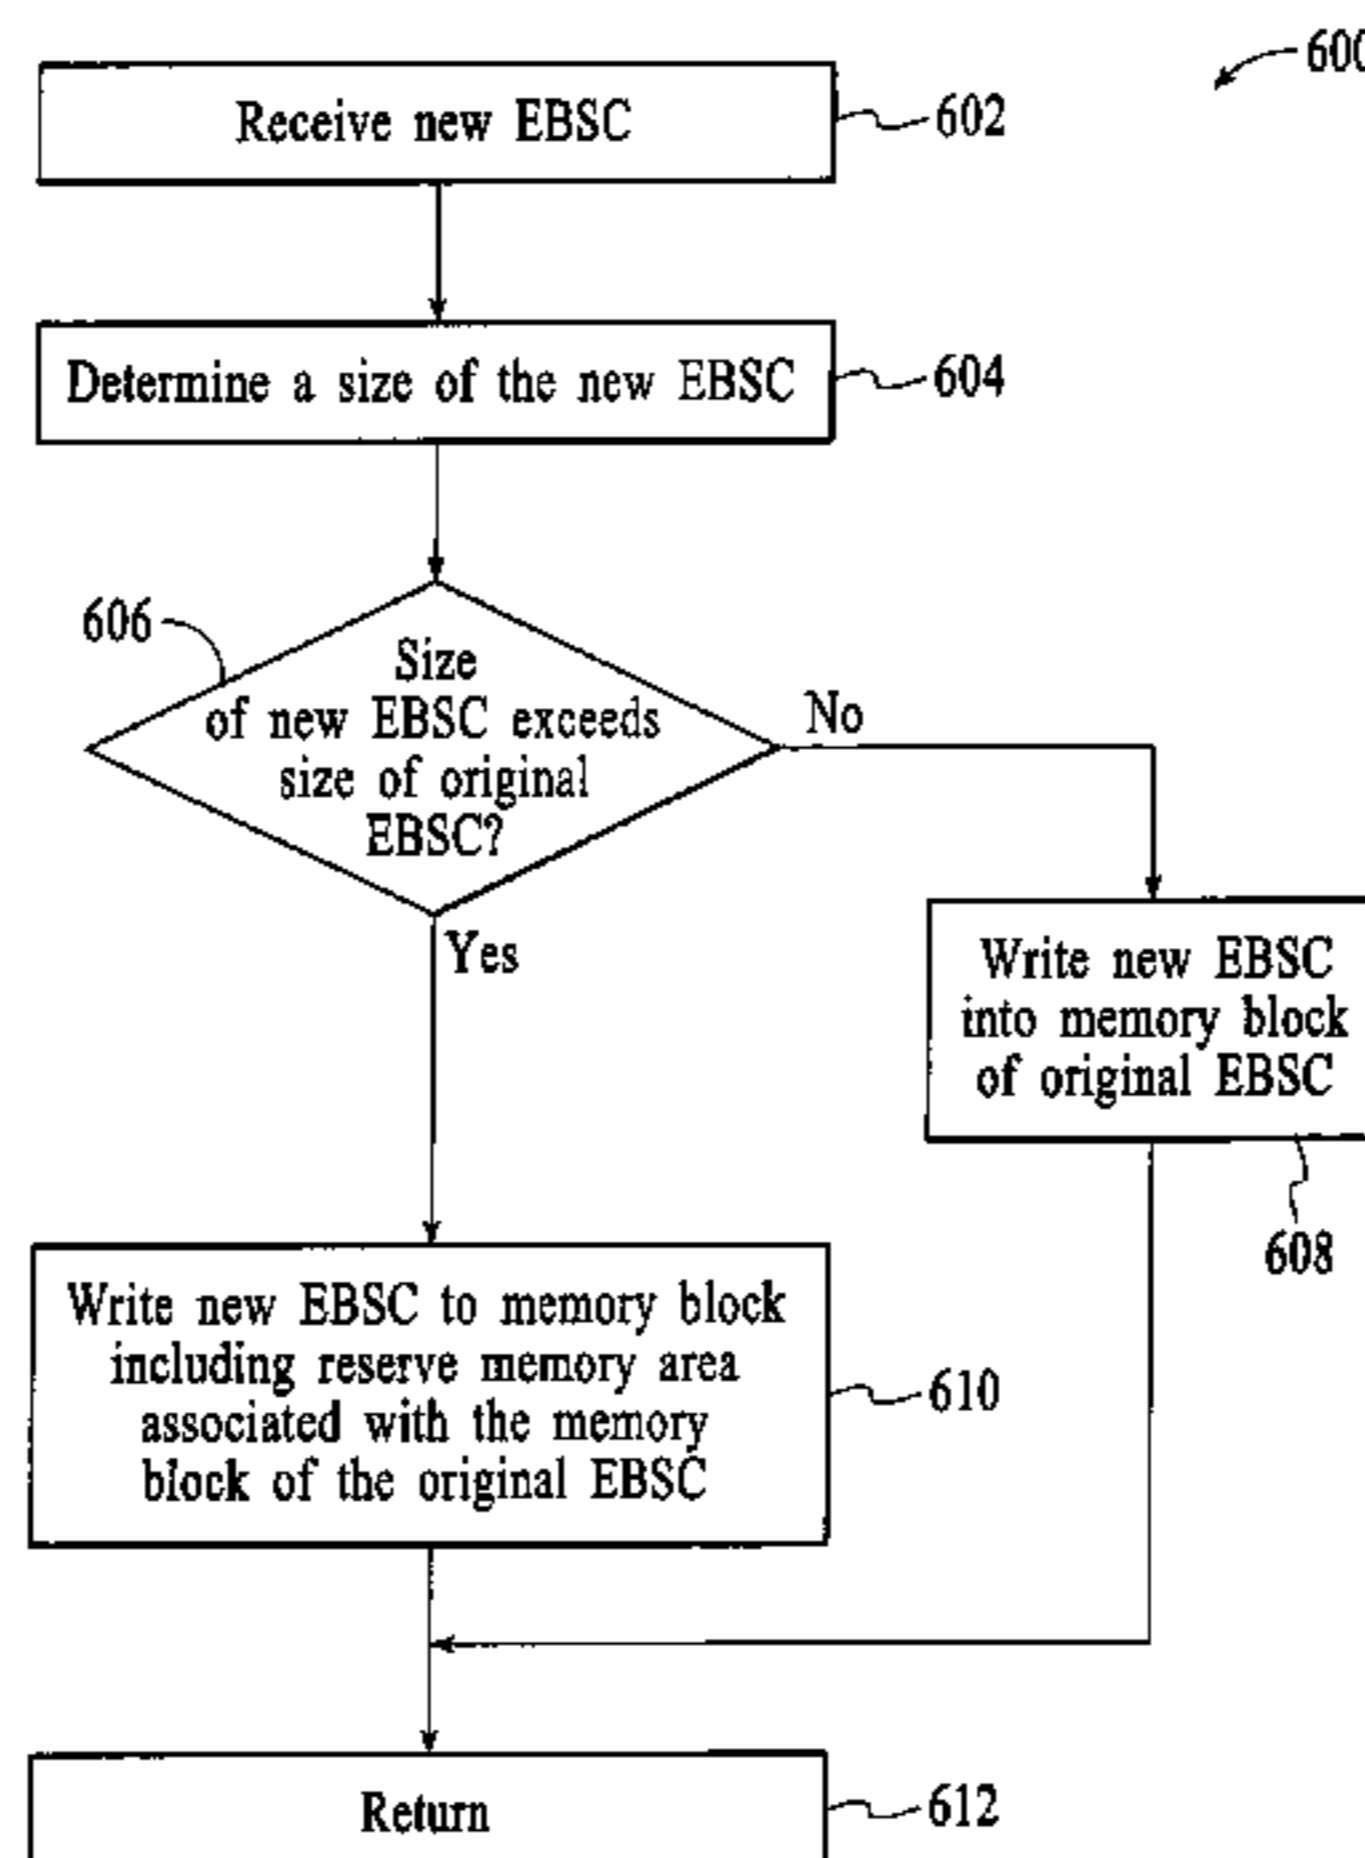 600
Receive new EBSC
602
Determine a size of the new EBSC
604
606
Size
of new EBSC exceeds
size of original
EBSC?
No
Yes
Write new EBSC
into memory block
of original EBSC
608
Write new EBSC to memory block
including reserve memory area
associated with the memory
block of the original EBSC
610
Return
612